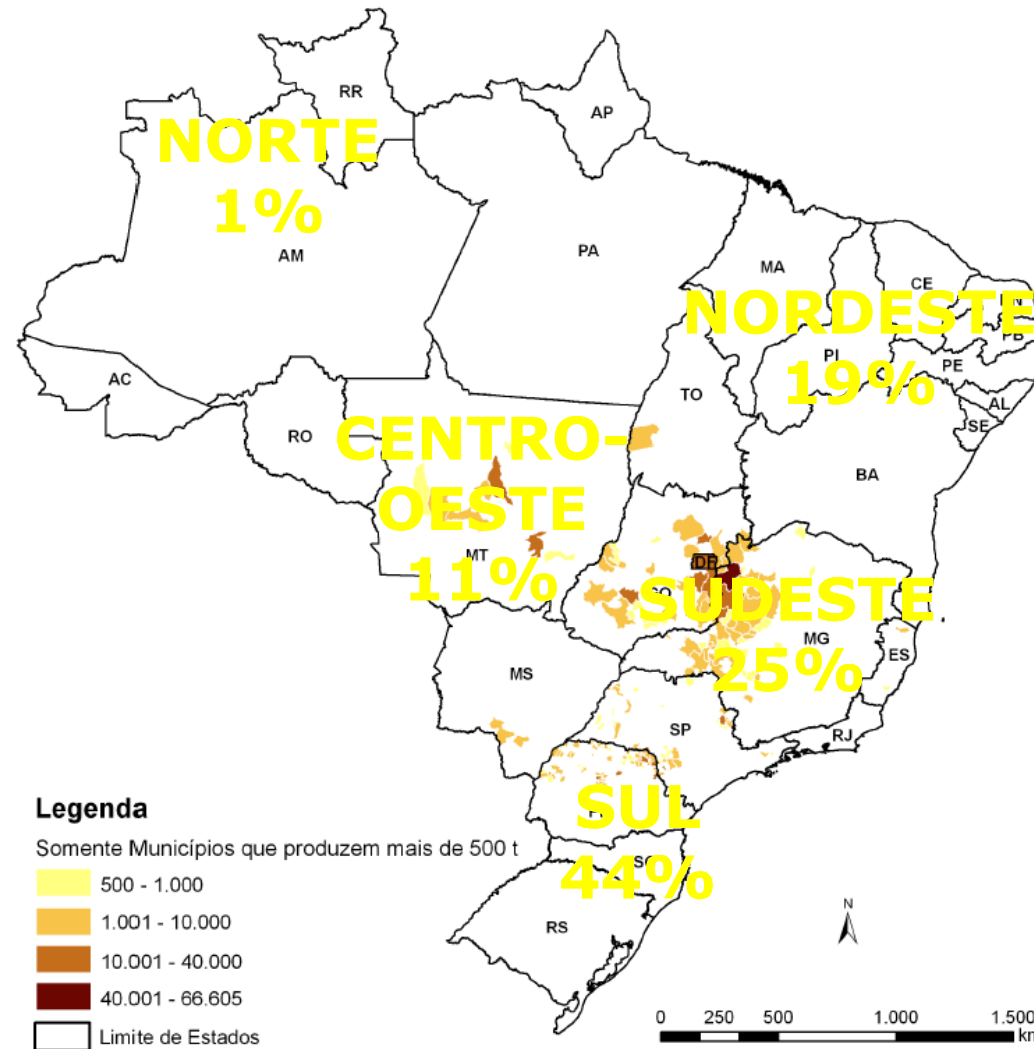 RR
AP
NORTE
1%
AM
PA
MA
CE
NORDESTE
PB
PI
PE
19%
AC
TO
AL
SE
RO
CENTRO-
OESTE
BA
MT
11%
DF
SUDESTE
MG
25%
ES
MS
SP
RJ
SUL
44%
SC
RS
Legenda
Somente Municípios que produzem mais de 500 t
500 - 1.000
1.001 - 10.000
10.001 - 40.000
40.001 - 66.605
Limite de Estados
N
0 250 500 1.000 1.500
km